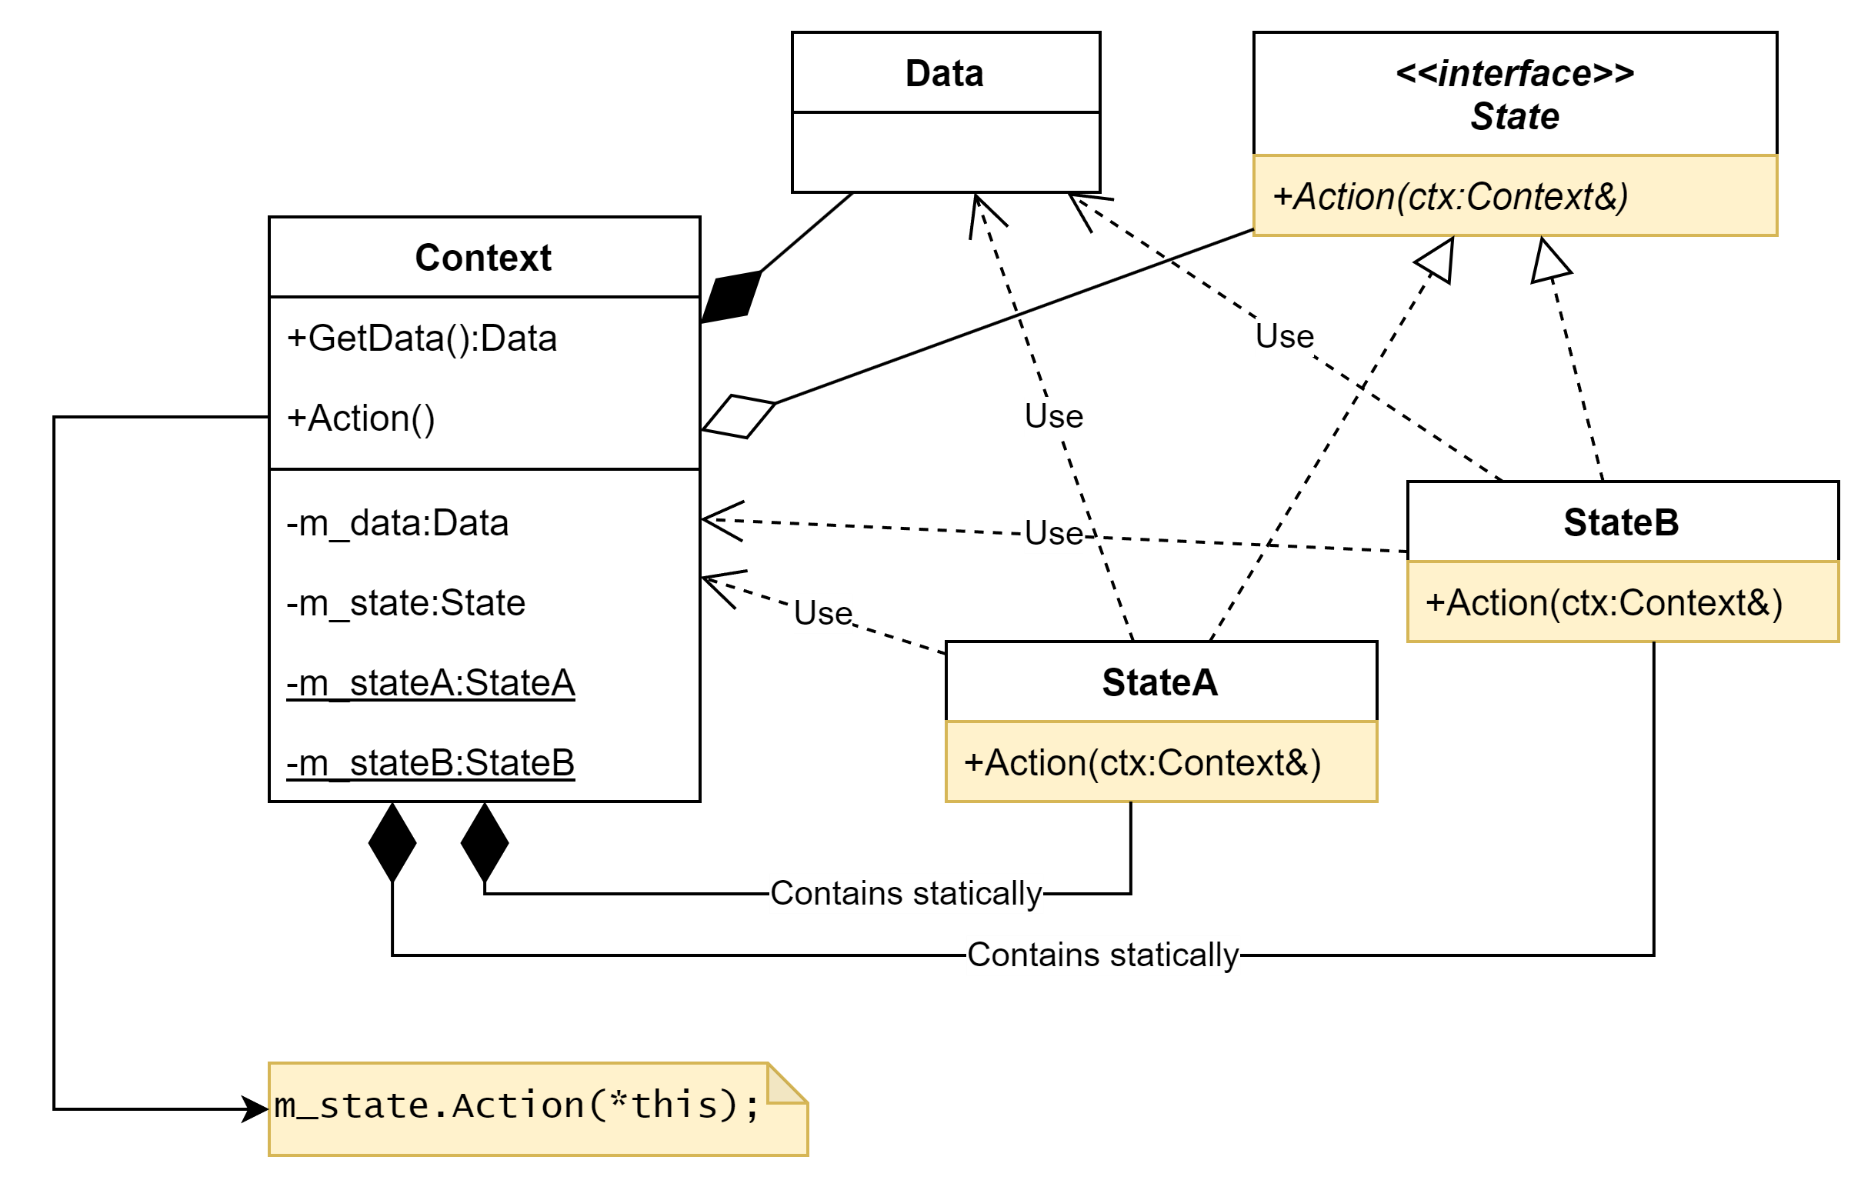 Data
<<interface>>
State
+Action(ctx:Context&)
Context
+GetData():Data
+Action()
-m_data:Data
-m_state:State
-m_stateA:StateA
-m_stateB:StateB
Use
Use
Use
Use
StateB
+Action(ctx:Context&)
StateA
+Action(ctx:Context&)
Contains statically
Contains statically
m_state.Action(*this);